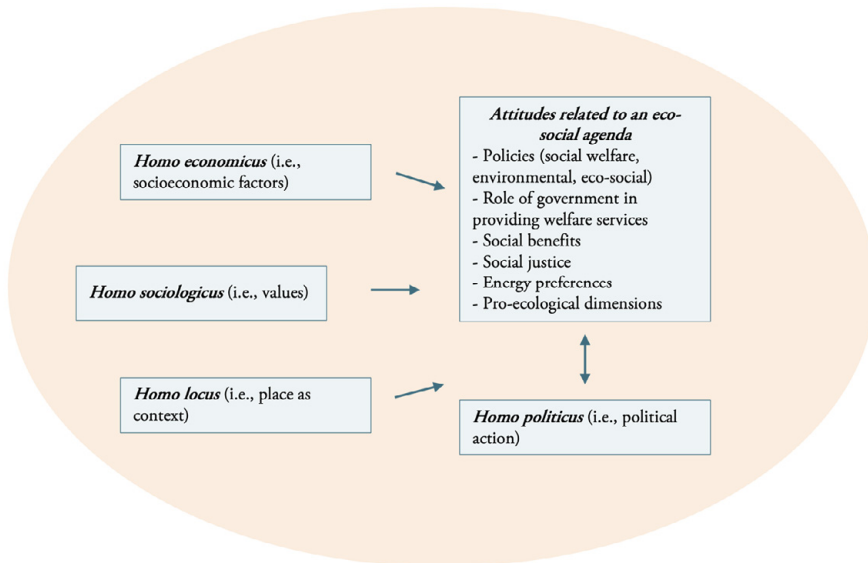 Homo economicus (i.e.,
socioeconomic factors)
Homo sociologicus (i.e., values)
Homo locus (i.e., place as
context)
Attitudes related to an eco-
social agenda
- Policies (social welfare,
environmental, eco-social)
- Role of government in
providing welfare services
- Social benefits
- Social justice
- Energy preferences
- Pro-ecological dimensions
Homo politicus (i.e., political
action)